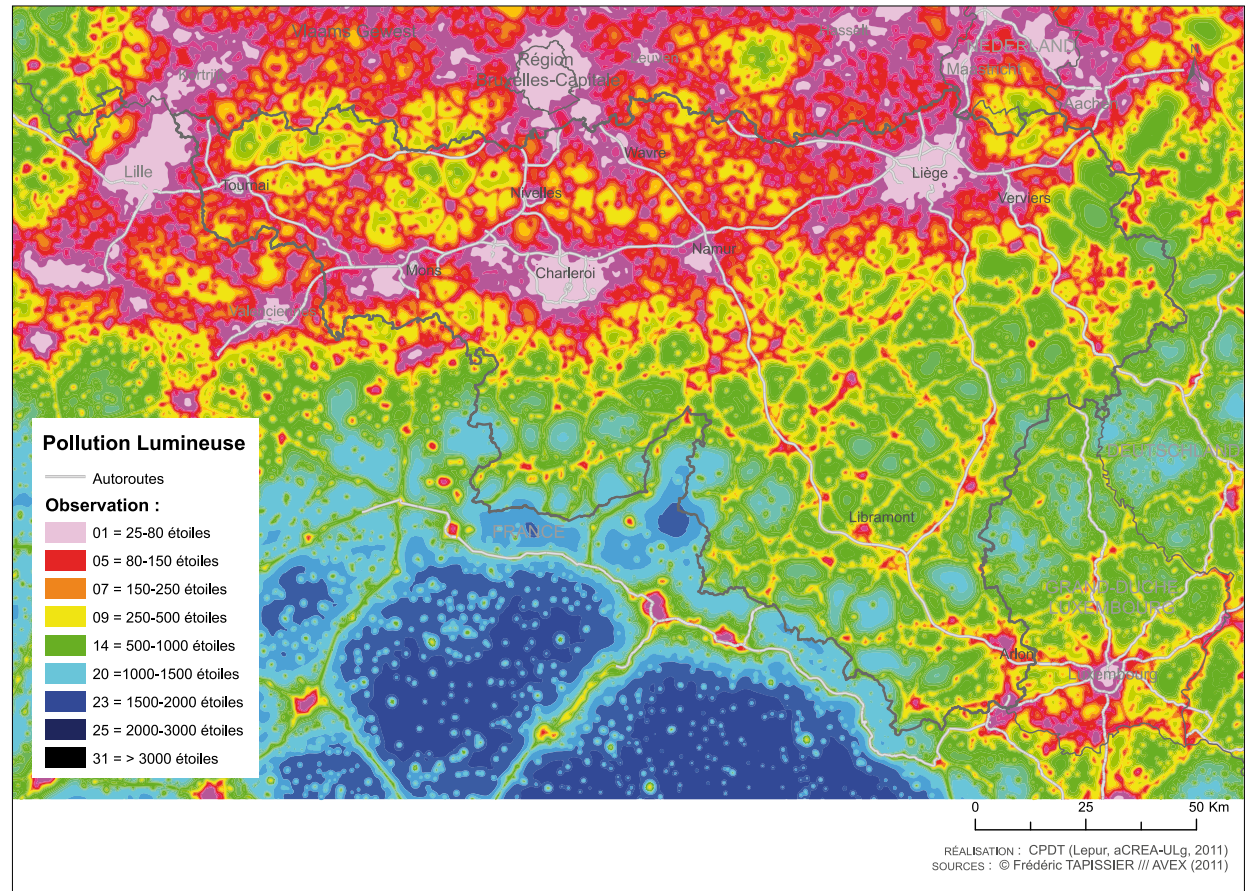 Vlaams Gewest
Hasselt
NEDERLAND
Région
Bruxelles-Capitale
Leuven
Maastricht
Kortrijk
Aachen
N
Lille
Tournai
Wavre
Liège
Nivelles
Verviers
Namur
Mons
Charleroi
Valenciennes
Pollution Lumineuse
Autoroutes
Observation :
01 = 25-80 étoiles
05 = 80-150 étoiles
07 = 150-250 étoiles
09 = 250-500 étoiles
14 = 500-1000 étoiles
20 =1000-1500 étoiles
23 = 1500-2000 étoiles
25 = 2000-3000 étoiles
31 = > 3000 étoiles
DEUTSCHLAND
Libramont
FRANCE
GRAND-DUCHE
LUXEMBOURG
Arlon
Luxembourg
0 25 50 Km
RÉALISATION : CPDT (Lepur, aCREA-ULg, 2011)
SOURCES : © Frédéric TAPISSIER /// AVEX (2011)